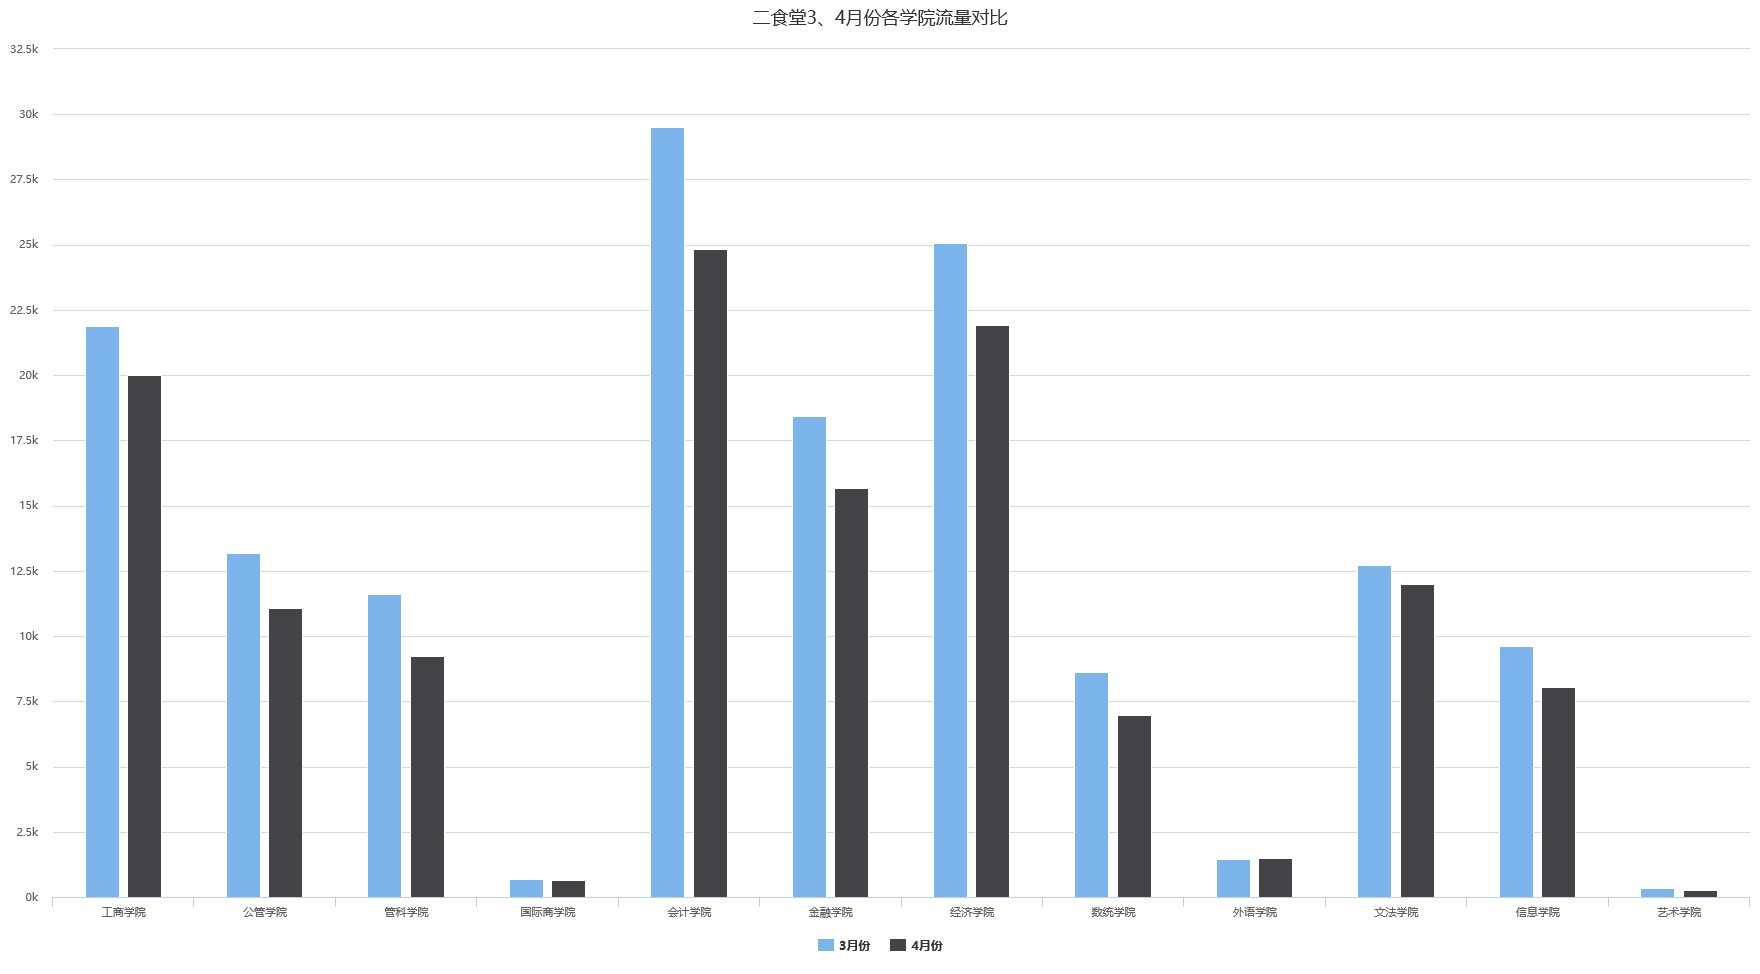 二食堂3、4月份各学院流量对比
32.5k
30k
27.5k
25k
22.5k
20k
17.5k
15k
12.5k
10k
7.5k
5k
2.5k
0k
工商学院 公管学院 管科学院 国际商学院 会计学院 金融学院 经济学院 数统学院 外语学院 文法学院 信息学院 艺术学院
3月份 4月份